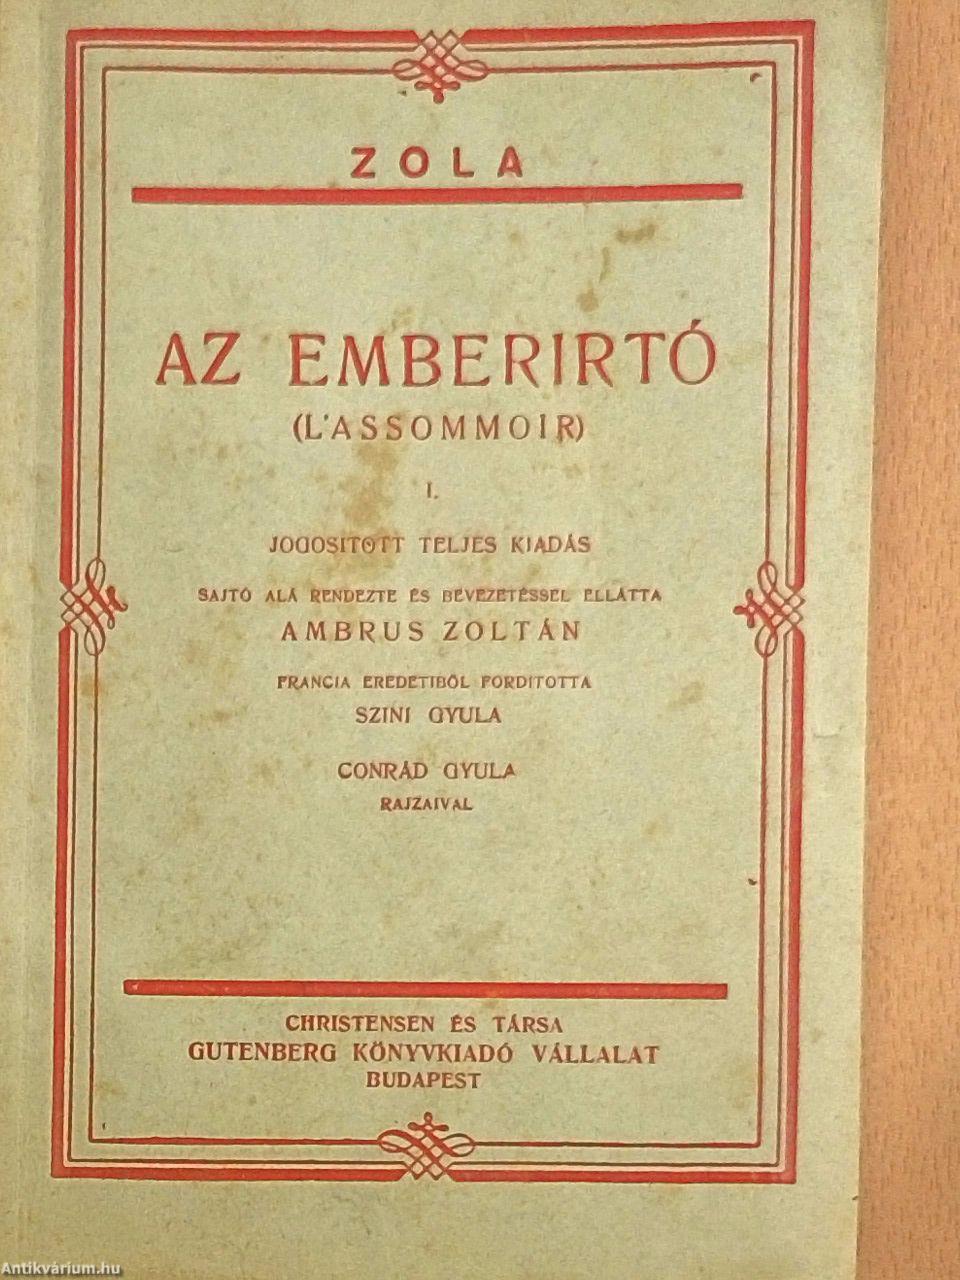 ZOLA
AZ EMBERIRTÓ
(L'ASSOMMOIR)
I.
JOGOSITOTT TELJES KIADÁS
SAJTÓ ALÁ RENDEZTE ÉS BEVEZETÉSSEL ELLÁTTA
AMBRUS ZOLTÁN
FRANCIA EREDETIBŐL FORDITOTTA
SZINI GYULA
CONRÁD GYULA
RAJZAIVAL
CHRISTENSEN ÉS TÁRSA
GUTENBERG KÖNYVKIADÓ VÁLLALAT
BUDAPEST
Antikvárium.hu